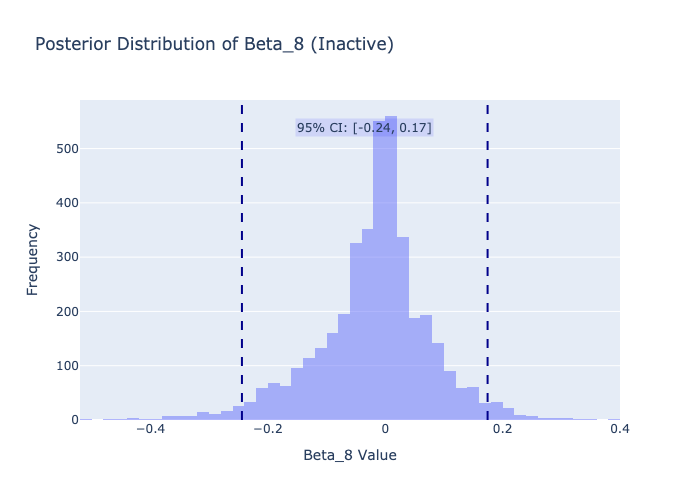 Posterior Distribution of Beta_8 (Inactive)
95% CI: [-0.24, 0.17]
500
400
300
200
100
0
Frequency
−0.4
−0.2
0
0.2
0.4
Beta_8 Value